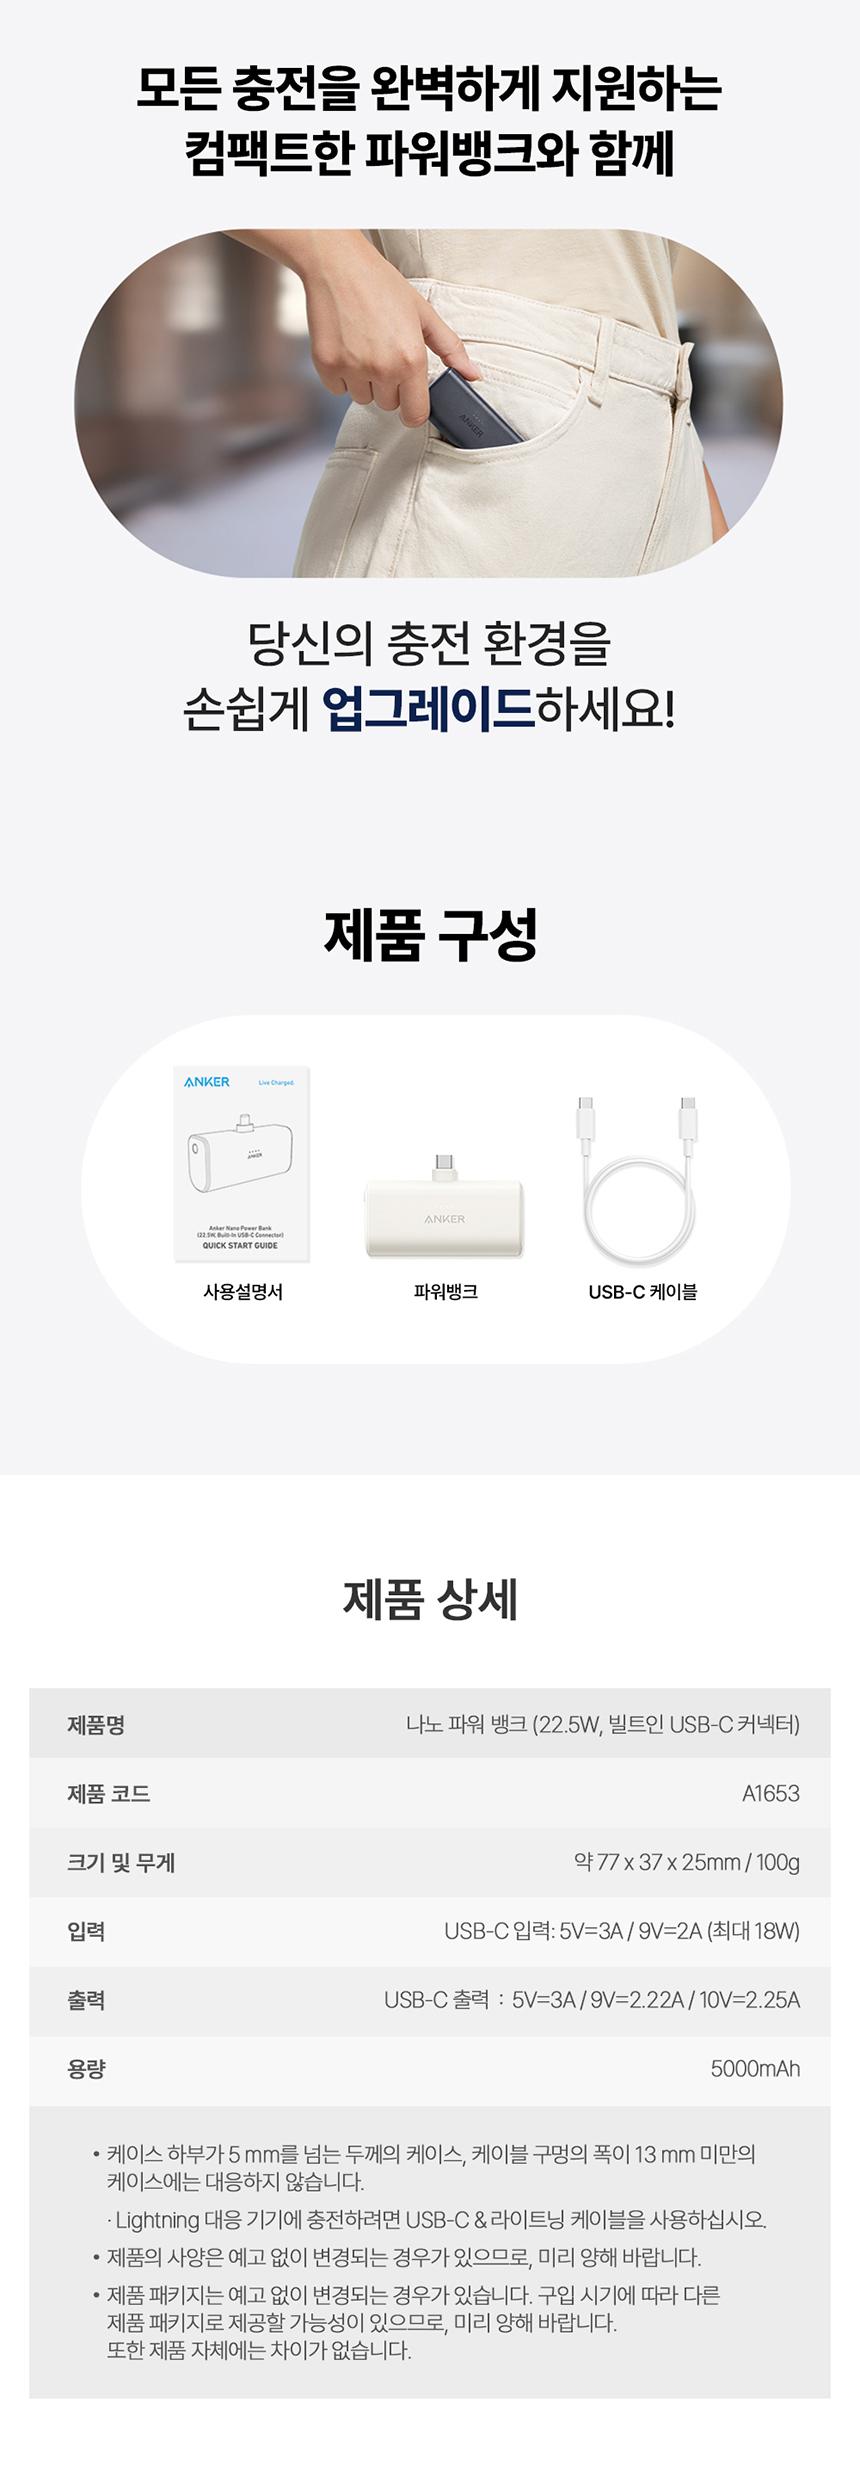 모든 충전을 완벽하게 지원하는
컴팩트한 파워뱅크와 함께
ANKER
당신의 충전 환경을
손쉽게 업그레이드하세요!
제품 구성
ANKER Live Charged.
ANKER
Anker Nano Power Bank
(22.5W, Built-In USB-C Connector)
QUICK START GUIDE
ANKER
사용설명서 파워뱅크 USB-C 케이블
제품 상세
제품명 나노 파워 뱅크 (22.5W, 빌트인 USB-C 커넥터)
제품 코드 A1653
크기 및 무게 약 77 x 37 x 25mm / 100g
입력 USB-C 입력: 5V=3A / 9V=2A (최대 18W)
출력 USB-C 출력 : 5V=3A / 9V=2.22A / 10V=2.25A
용량 5000mAh
• 케이스 하부가 5 mm를 넘는 두께의 케이스, 케이블 구멍의 폭이 13 mm 미만의
케이스에는 대응하지 않습니다.
· Lightning 대응 기기에 충전하려면 USB-C & 라이트닝 케이블을 사용하십시오.
• 제품의 사양은 예고 없이 변경되는 경우가 있으므로, 미리 양해 바랍니다.
• 제품 패키지는 예고 없이 변경되는 경우가 있습니다. 구입 시기에 따라 다른
제품 패키지로 제공할 가능성이 있으므로, 미리 양해 바랍니다.
또한 제품 자체에는 차이가 없습니다.